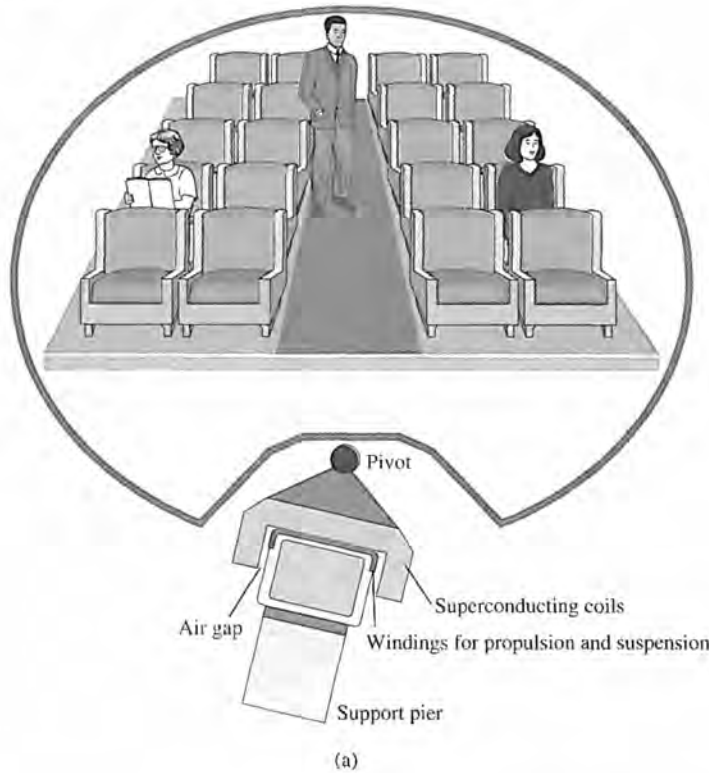 Pivot
Superconducting coils
Air gap
Windings for propulsion and suspension
Support pier
(a)